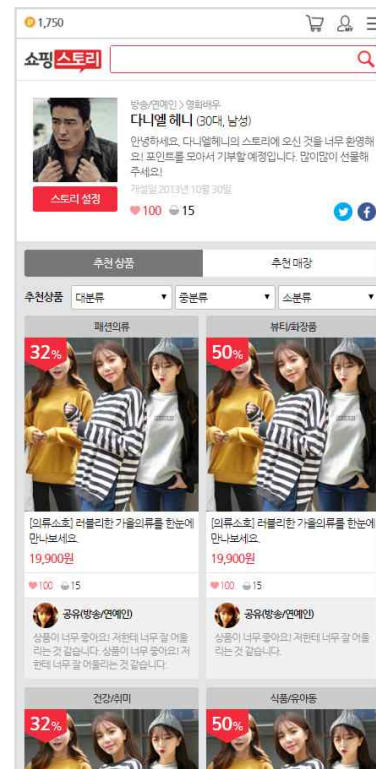 1,750
쇼핑스토리
방송/연예인 > 영화배우
다니엘 헤니 (30대, 남성)
안녕하세요, 다니엘헤니의 스토리에 오신 것을 너무 환영해
요! 포인트를 모아서 기부할 예정입니다. 많이많이 선물해
주세요!
개설일 2013년 10월 30일
스토리 설정
100 15
추천 상품 추천 매장
추천상품 대분류 중분류 소분류
패션의류 뷰티/화장품
32% 50%
[의류소호] 러블리한 가을의류를 한눈에 [의류소호] 러블리한 가을의류를 한눈에
만나보세요. 만나보세요.
19,900원 19,900원
100 15 100 15
공유(방송/연예인) 공유(방송/연예인)
상품이 너무 좋아요! 저한테 너무 잘 어울 상품이 너무 좋아요! 저한테 너무 잘 어울
리는 것 같습니다. 상품이 너무 좋아요! 저 리는 것 같습니다.
한테 너무 잘 어울리는 것 같습니다.
건강/취미 식품/유아동
32% 50%